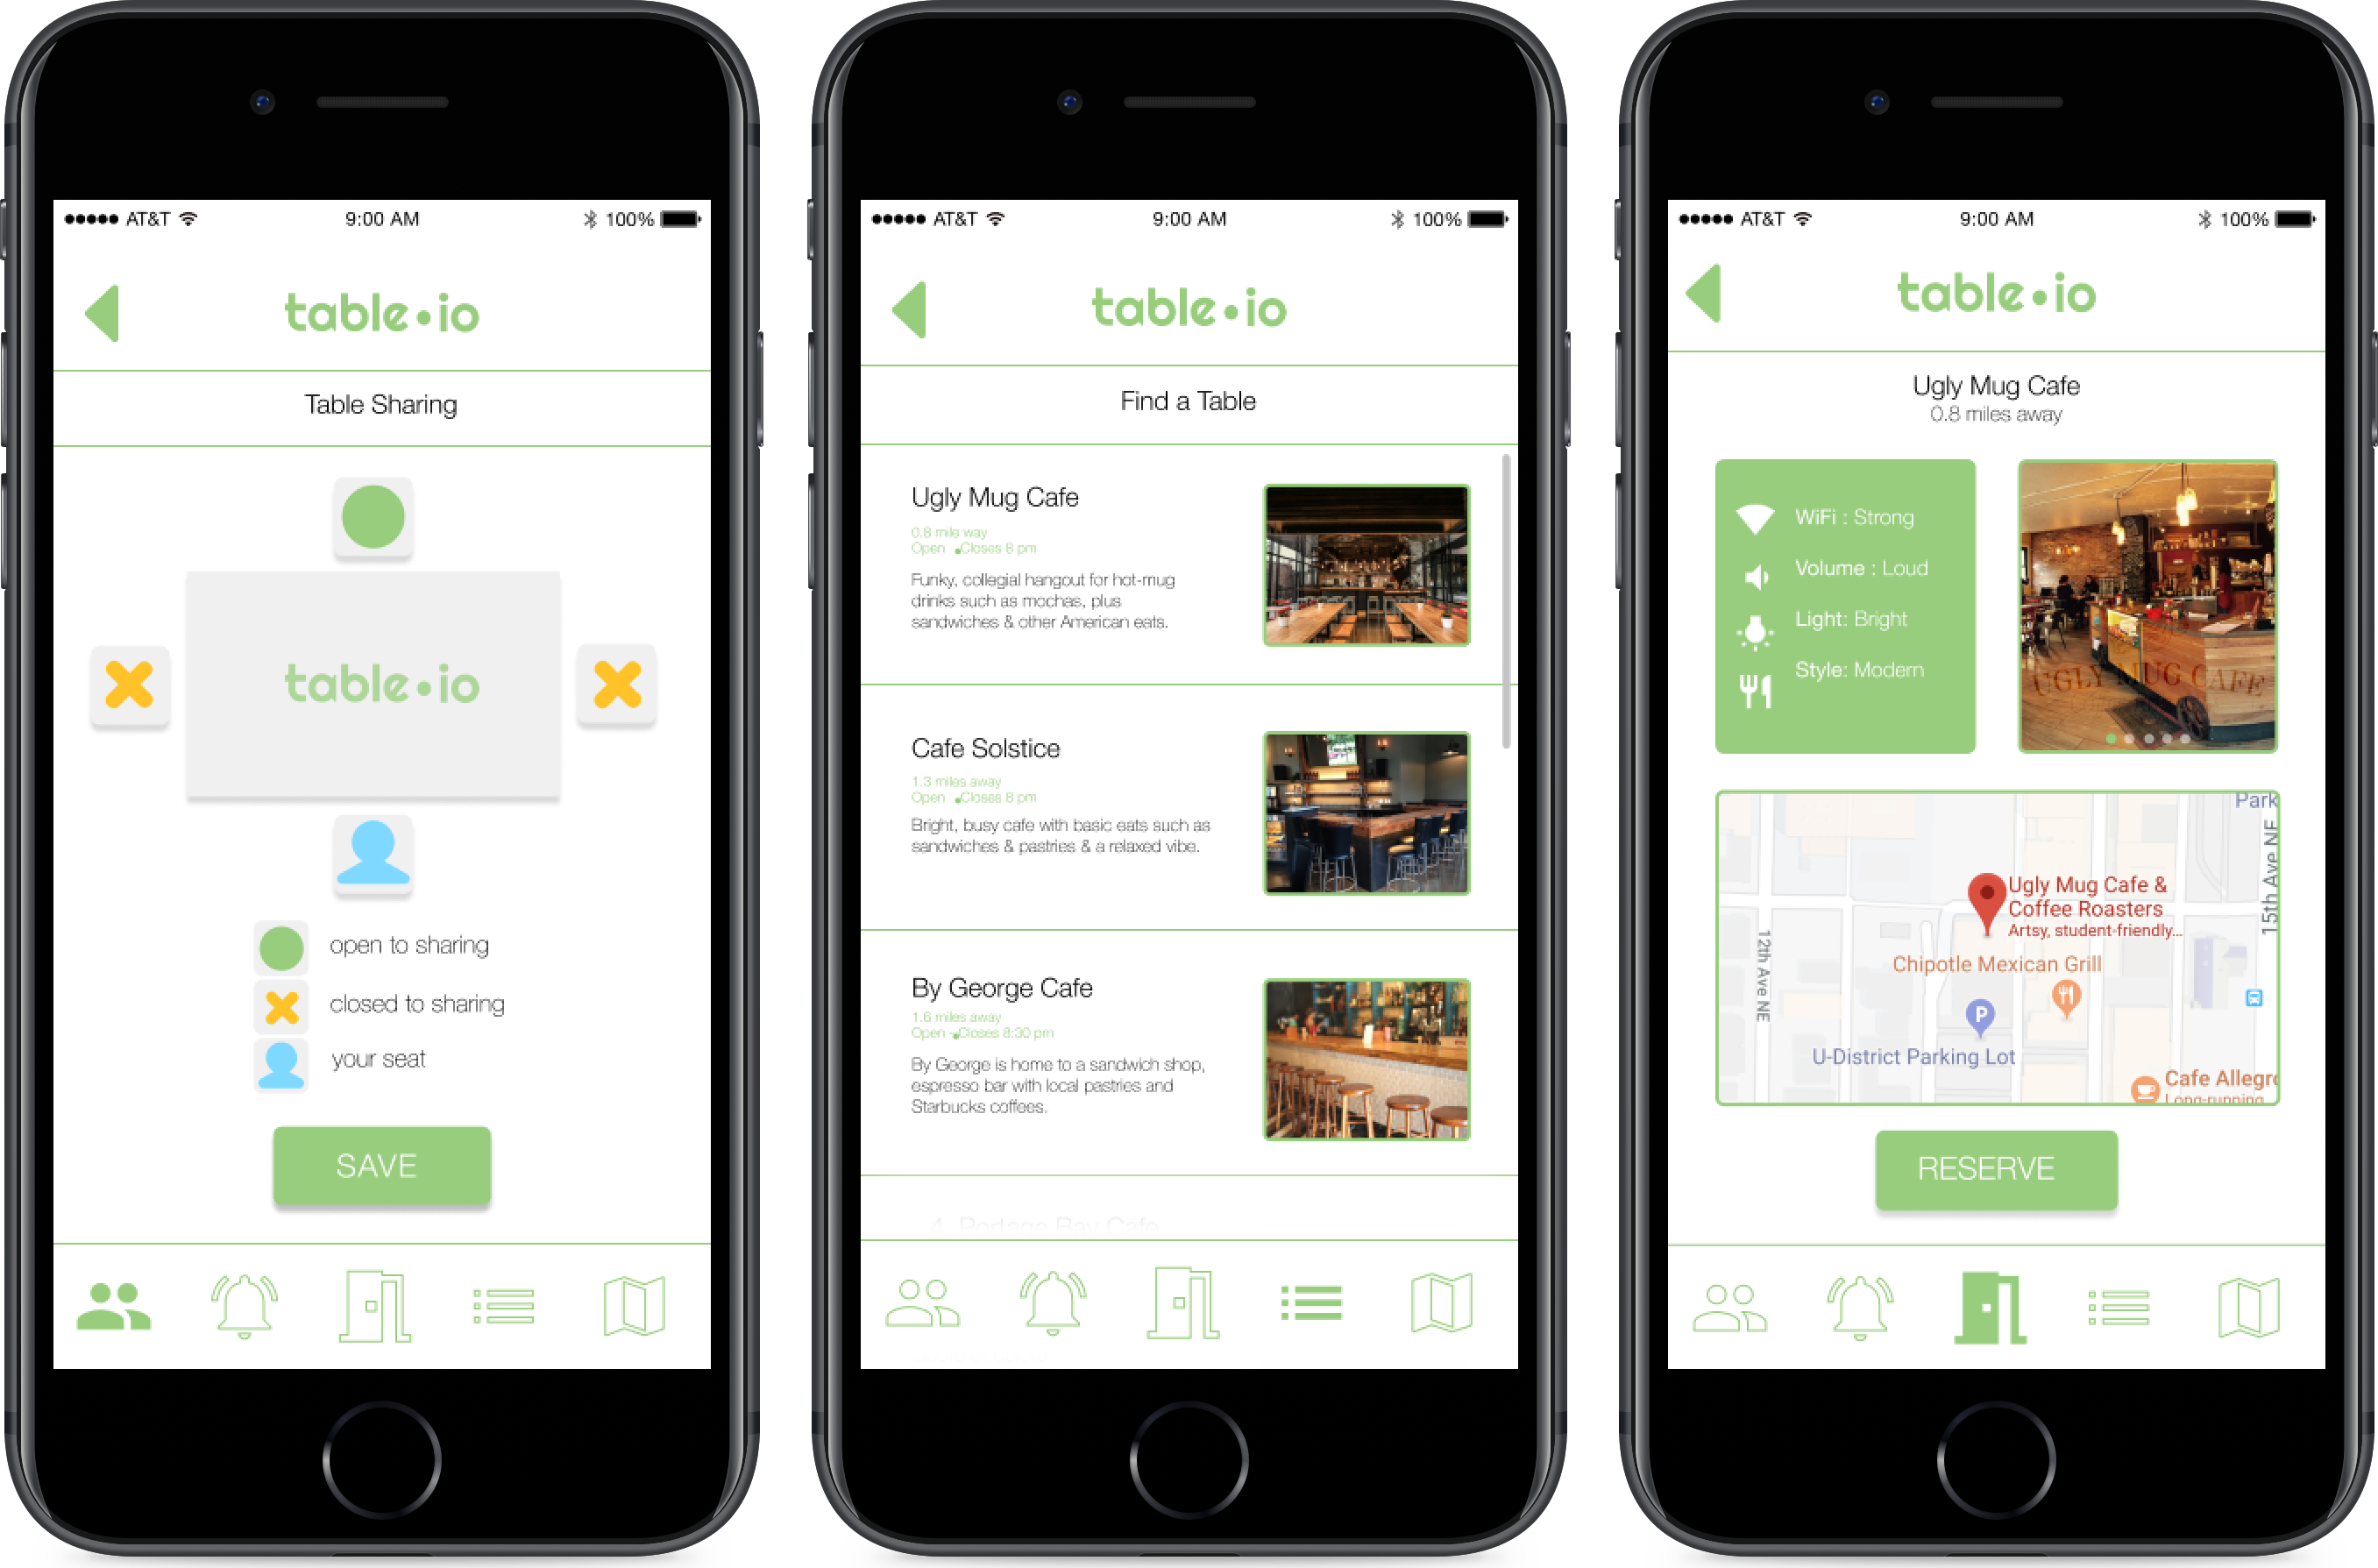 AT&T 9:00 AM 100%
table•io
Table Sharing
table•io
open to sharing
closed to sharing
your seat
SAVE
AT&T 9:00 AM 100%
table•io
Find a Table
Ugly Mug Cafe
0.8 mile way
Open •Closes 8 pm
Funky, collegial hangout for hot-mug
drinks such as mochas, plus
sandwiches & other American eats.
Cafe Solstice
1.3 miles away
Open •Closes 8 pm
Bright, busy cafe with basic eats such as
sandwiches & pastries & a relaxed vibe.
By George Cafe
1.6 miles away
Open •Closes 8:30 pm
By George is home to a sandwich shop,
espresso bar with local pastries and
Starbucks coffees.
4. Portage Bay Cafe
AT&T 9:00 AM 100%
table•io
Ugly Mug Cafe
0.8 miles away
WiFi : Strong
Volume : Loud
Light: Bright
Style: Modern
UGLY MUG CAFE
Park
15th Ave NE
Ugly Mug Cafe &
Coffee Roasters
Artsy, student-friendly...
12th Ave NE
Chipotle Mexican Grill
P
U-District Parking Lot
Cafe Allegro
Long-running
RESERVE